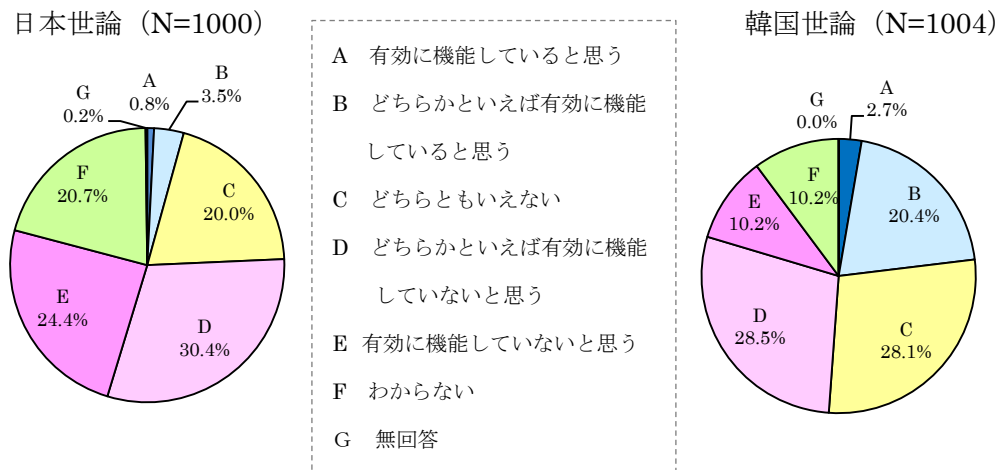 日本世論（N=1000）
G
0.2%
A
0.8%
B
3.5%
C
20.0%
D
30.4%
E
24.4%
F
20.7%
A 有効に機能していると思う
B どちらかといえば有効に機能
していると思う
C どちらともいえない
D どちらかといえば有効に機能
していないと思う
E 有効に機能していないと思う
F わからない
G 無回答
韓国世論（N=1004）
G
0.0%
A
2.7%
B
20.4%
C
28.1%
D
28.5%
E
10.2%
F
10.2%